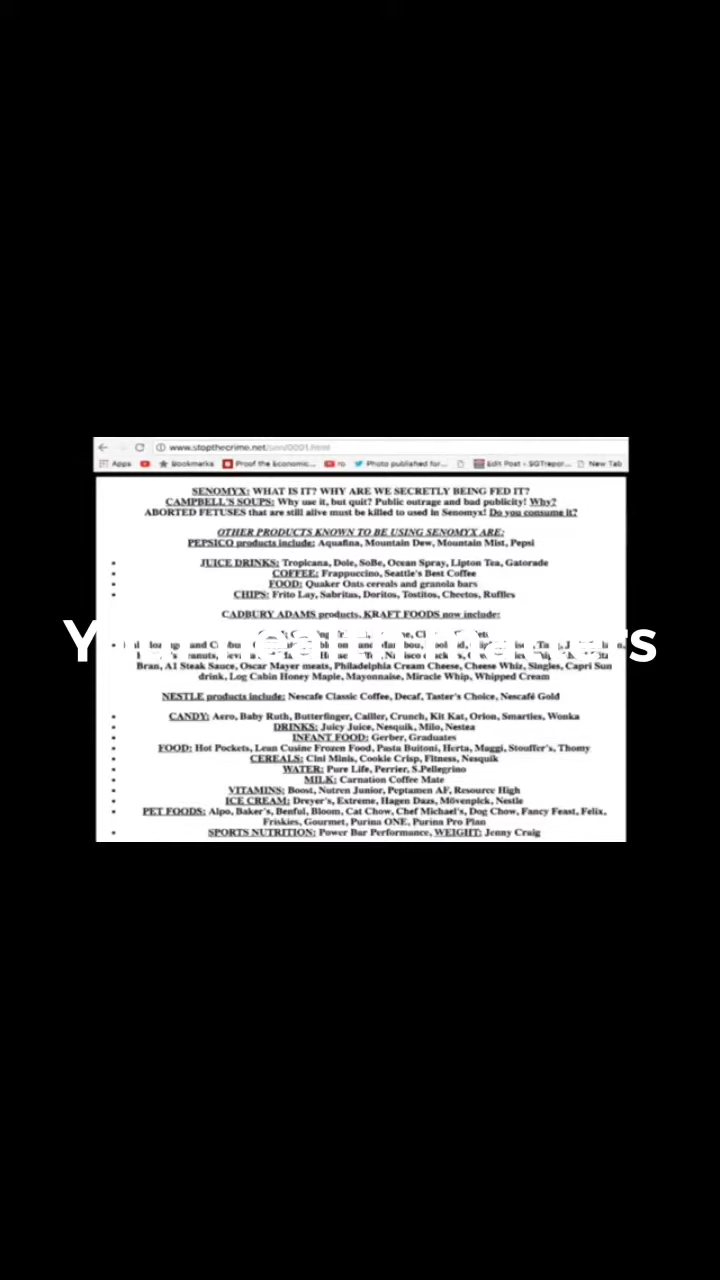 www.stopthecrime.net/
Apps Bookmarks Proof the Economic... ro Photo published for... Edit Post - SGTrepor... New Tab
SENOMYX: WHAT IS IT? WHY ARE WE SECRETLY BEING FED IT?
CAMPBELL'S SOUPS: Why use it, but quit? Public outrage and bad publicity! Why?
ABORTED FETUSES that are still alive must be killed to used in Senomyx! Do you consume it?
OTHER PRODUCTS KNOWN TO BE USING SENOMYX ARE:
PEPSICO products include: Aquafina, Mountain Dew, Mountain Mist, Pepsi
JUICE DRINKS: Tropicana, Dole, SoBe, Ocean Spray, Lipton Tea, Gatorade
COFFEE: Frappuccino, Seattle's Best Coffee
FOOD: Quaker Oats cereals and granola bars
CHIPS: Frito Lay, Sabritas, Doritos, Tostitos, Cheetos, Ruffles
CADBURY ADAMS products, KRAFT FOODS now include:
Bran, A1 Steak Sauce, Oscar Mayer meats, Philadelphia Cream Cheese, Cheese Whiz, Singles, Capri Sun
drink, Log Cabin Honey Maple, Mayonnaise, Miracle Whip, Whipped Cream
NESTLE products include: Nescafe Classic Coffee, Decaf, Taster's Choice, Nescafé Gold
CANDY: Aero, Baby Ruth, Butterfinger, Cailler, Crunch, Kit Kat, Orion, Smarties, Wonka
DRINKS: Juicy Juice, Nesquik, Milo, Nestea
INFANT FOOD: Gerber, Graduates
FOOD: Hot Pockets, Lean Cusine Frozen Food, Pasta Buitoni, Herta, Maggi, Stouffer's, Thomy
CEREALS: Cini Minis, Cookie Crisp, Fitness, Nesquik
WATER: Pure Life, Perrier, S.Pellegrino
MILK: Carnation Coffee Mate
VITAMINS: Boost, Nutren Junior, Peptamen AF, Resource High
ICE CREAM: Dreyer's, Extreme, Hagen Dazs, Mövenpick, Nestle
PET FOODS: Alpo, Baker's, Benful, Bloom, Cat Chow, Chef Michael's, Dog Chow, Fancy Feast, Felix,
Friskies, Gourmet, Purina ONE, Purina Pro Plan
SPORTS NUTRITION: Power Bar Performance, WEIGHT: Jenny Craig